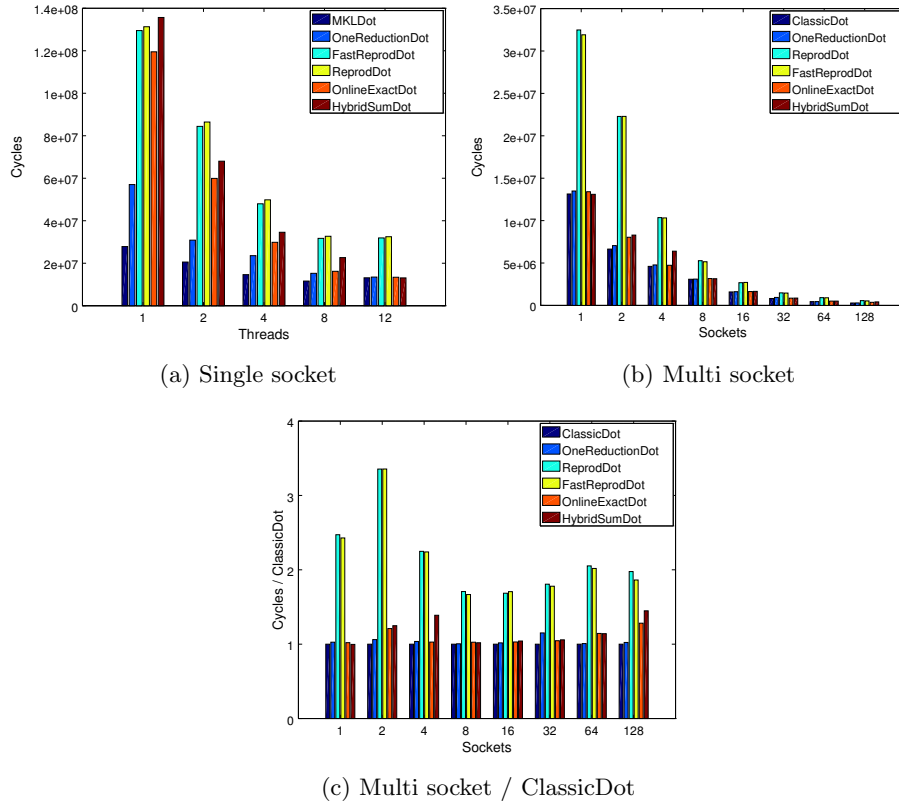 1.4e+08
1.2e+08
1e+08
8e+07
6e+07
4e+07
2e+07
0
Cycles
1 2 4 8 12
Threads
MKLDot
OneReductionDot
FastReprodDot
ReprodDot
OnlineExactDot
HybridSumDot
(a) Single socket
3.5e+07
3e+07
2.5e+07
2e+07
1.5e+07
1e+07
5e+06
0
Cycles
1 2 4 8 16 32 64 128
Sockets
ClassicDot
OneReductionDot
ReprodDot
FastReprodDot
OnlineExactDot
HybridSumDot
(b) Multi socket
4
3
2
1
0
Cycles / ClassicDot
1 2 4 8 16 32 64 128
Sockets
ClassicDot
OneReductionDot
ReprodDot
FastReprodDot
OnlineExactDot
HybridSumDot
(c) Multi socket / ClassicDot